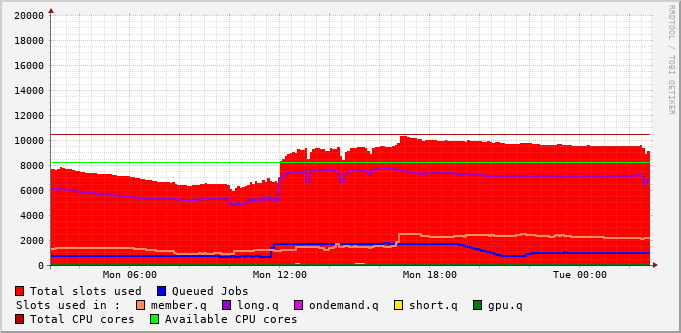 20000
18000
16000
14000
12000
10000
8000
6000
4000
2000
0
Mon 06:00 Mon 12:00 Mon 18:00 Tue 00:00
Total slots used Queued Jobs
Slots used in : member.q long.q ondemand.q short.q gpu.q
Total CPU cores Available CPU cores
RRDTOOL / TOBI OETIKER